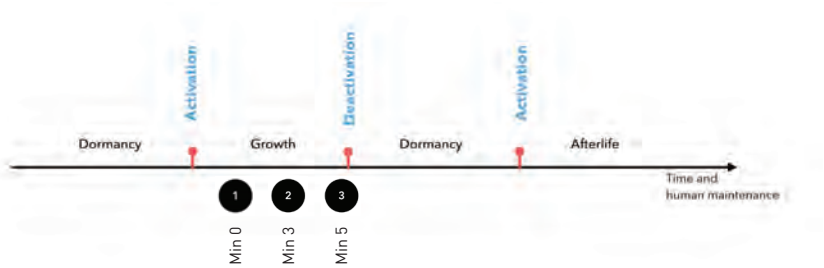 Activation
Deactivation
Activation
Dormancy
Growth
Dormancy
Afterlife
Time and
human maintenance
1
2
3
Min 0
Min 3
Min 5